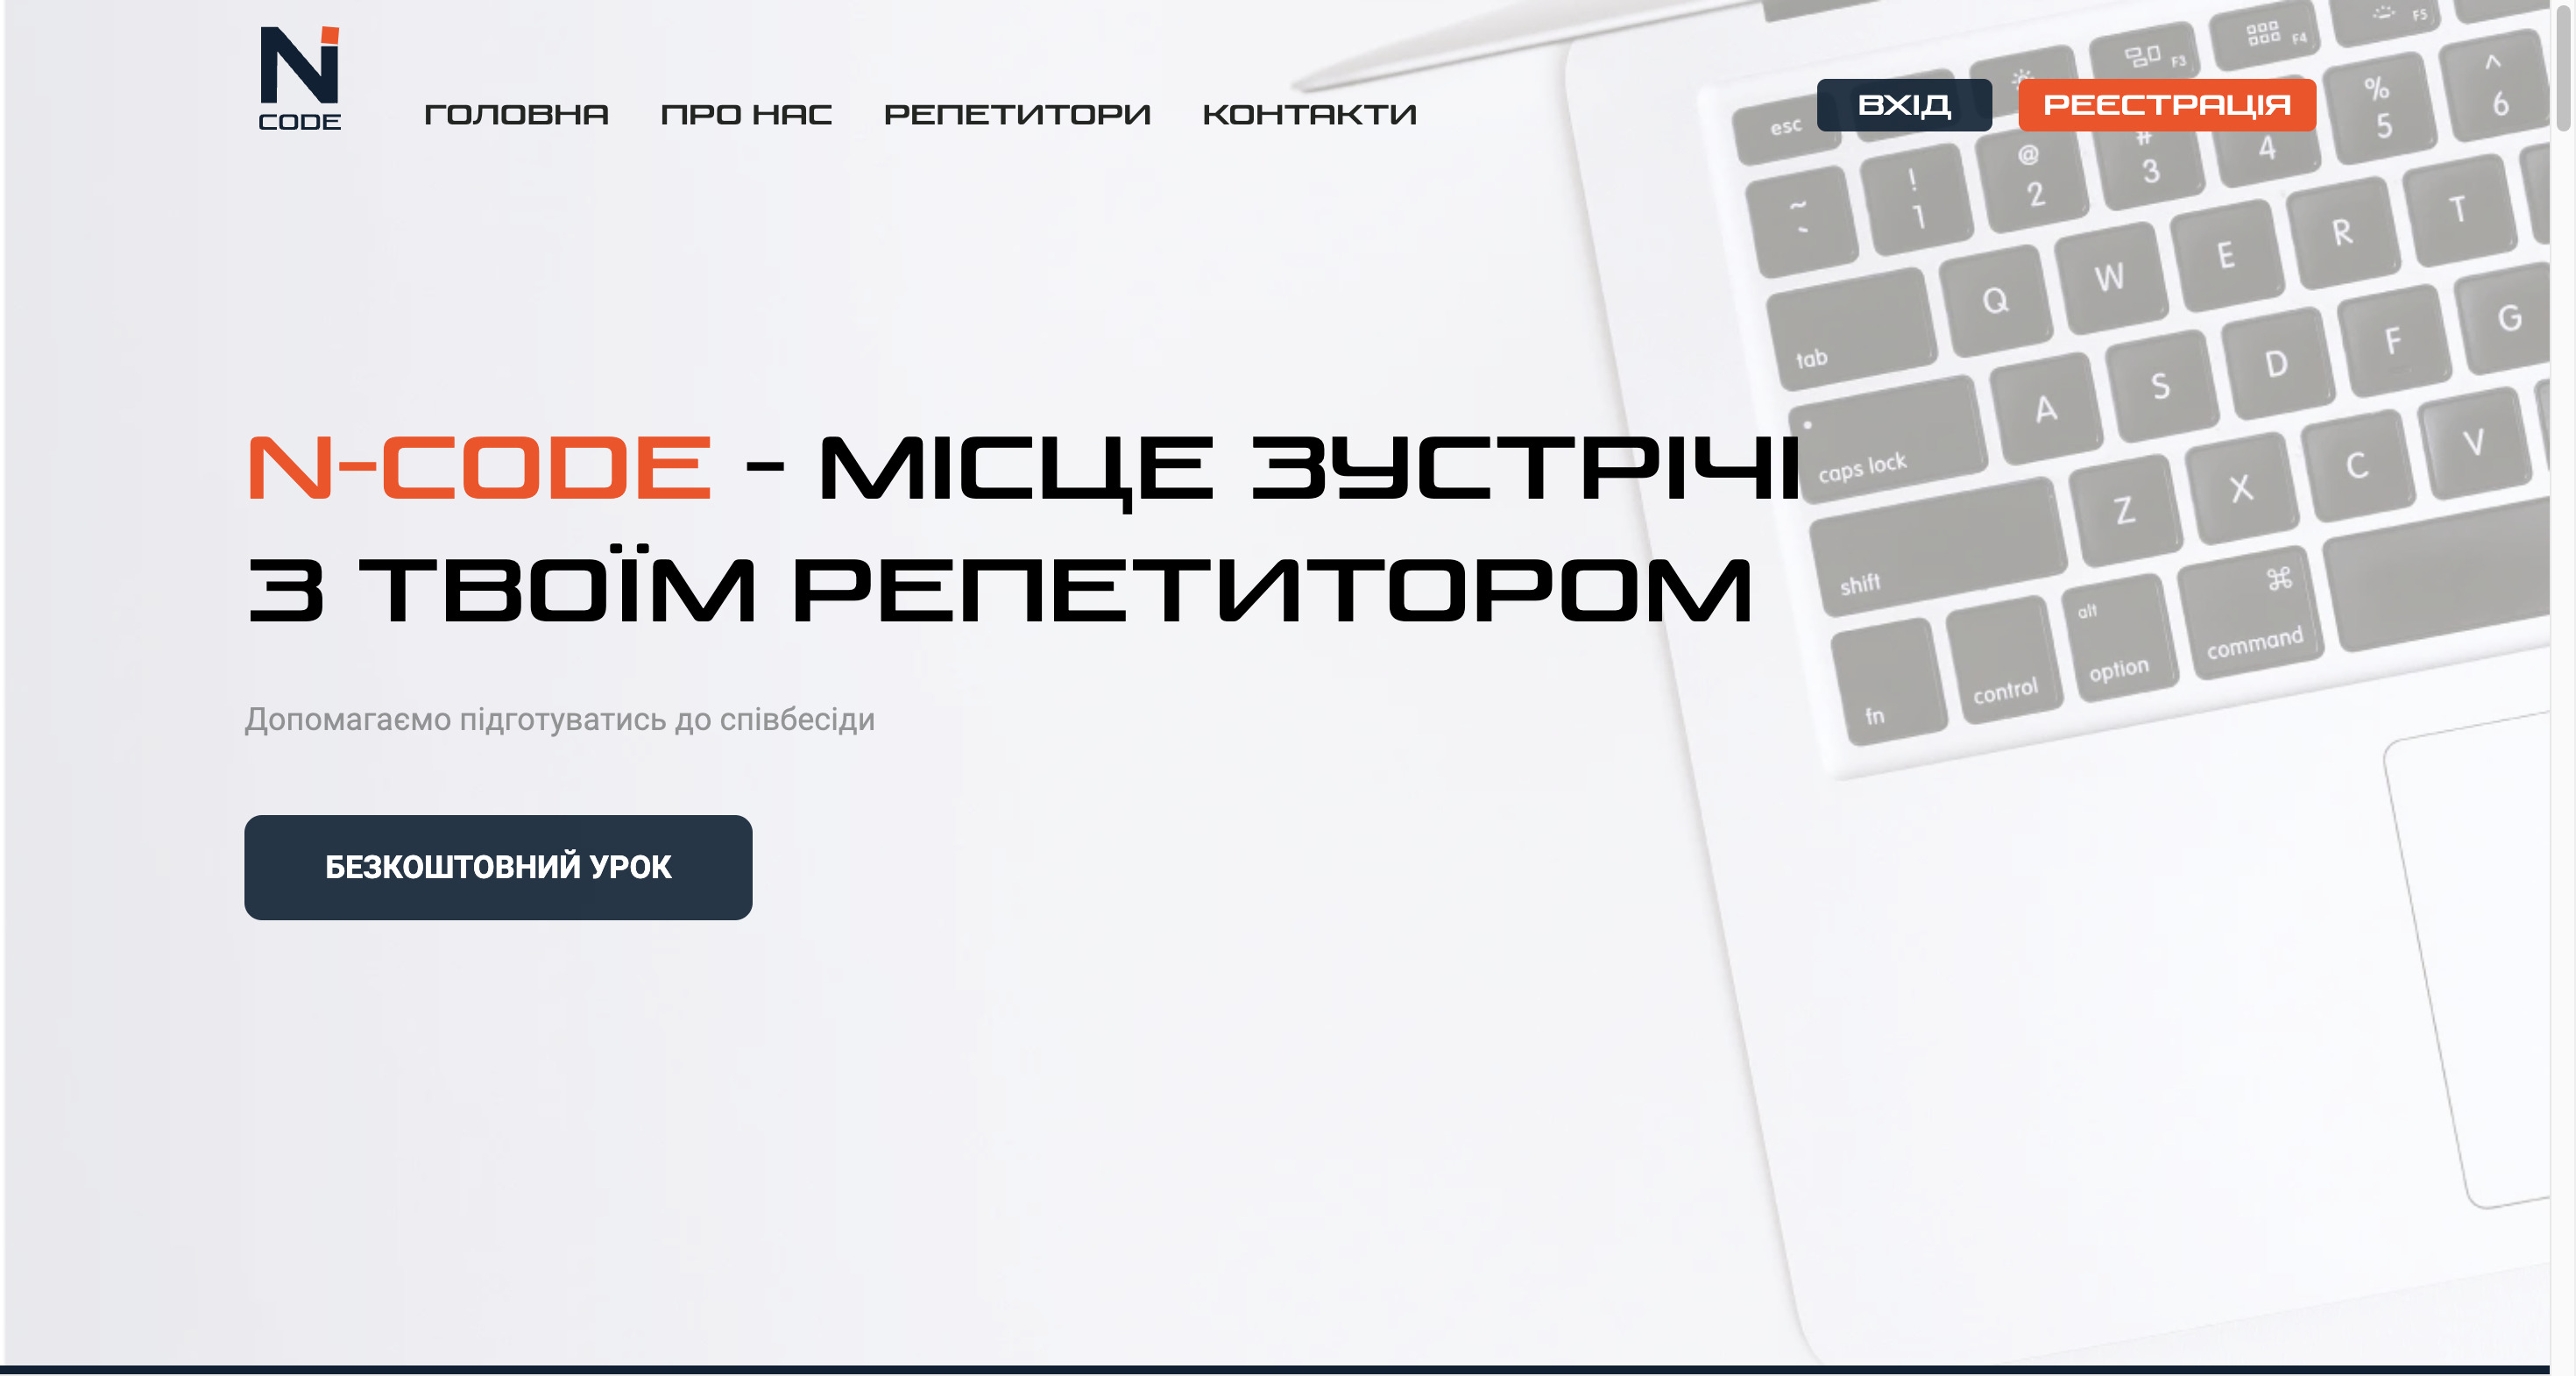 N
CODE
ГОЛОВНА ПРО НАС РЕПЕТИТОРИ КОНТАКТИ
ВХІД РЕЄСТРАЦІЯ
N-CODE - МІСЦЕ ЗУСТРІЧІ
З ТВОЇМ РЕПЕТИТОРОМ
Допомагаємо підготуватись до співбесіди
БЕЗКОШТОВНИЙ УРОК
F3 F4 F5
esc
~ ! @ # % ^
` 1 2 3 4 5 6
tab Q W E R T
caps lock A S D F G
shift Z X C V
fn control alt option ⌘ command